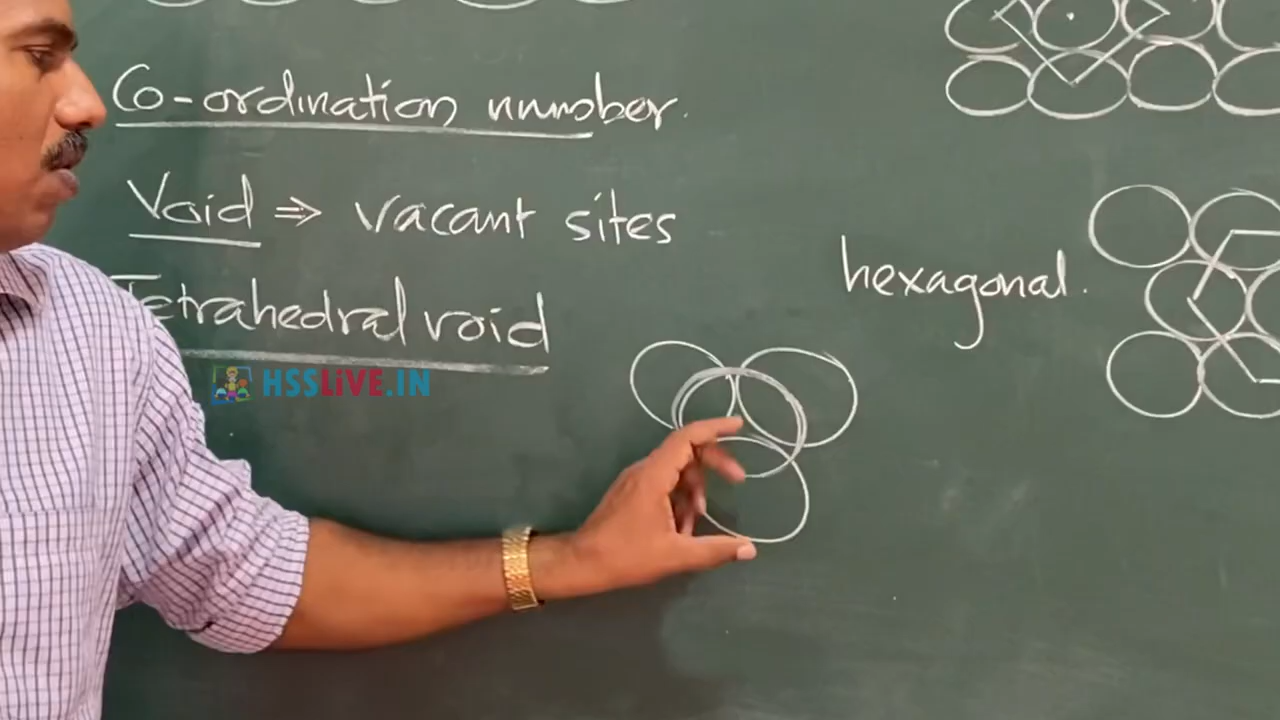 Co-ordination number.
Void ⇒ vacant sites
Tetrahedral void
HSSLiVE.IN
hexagonal.